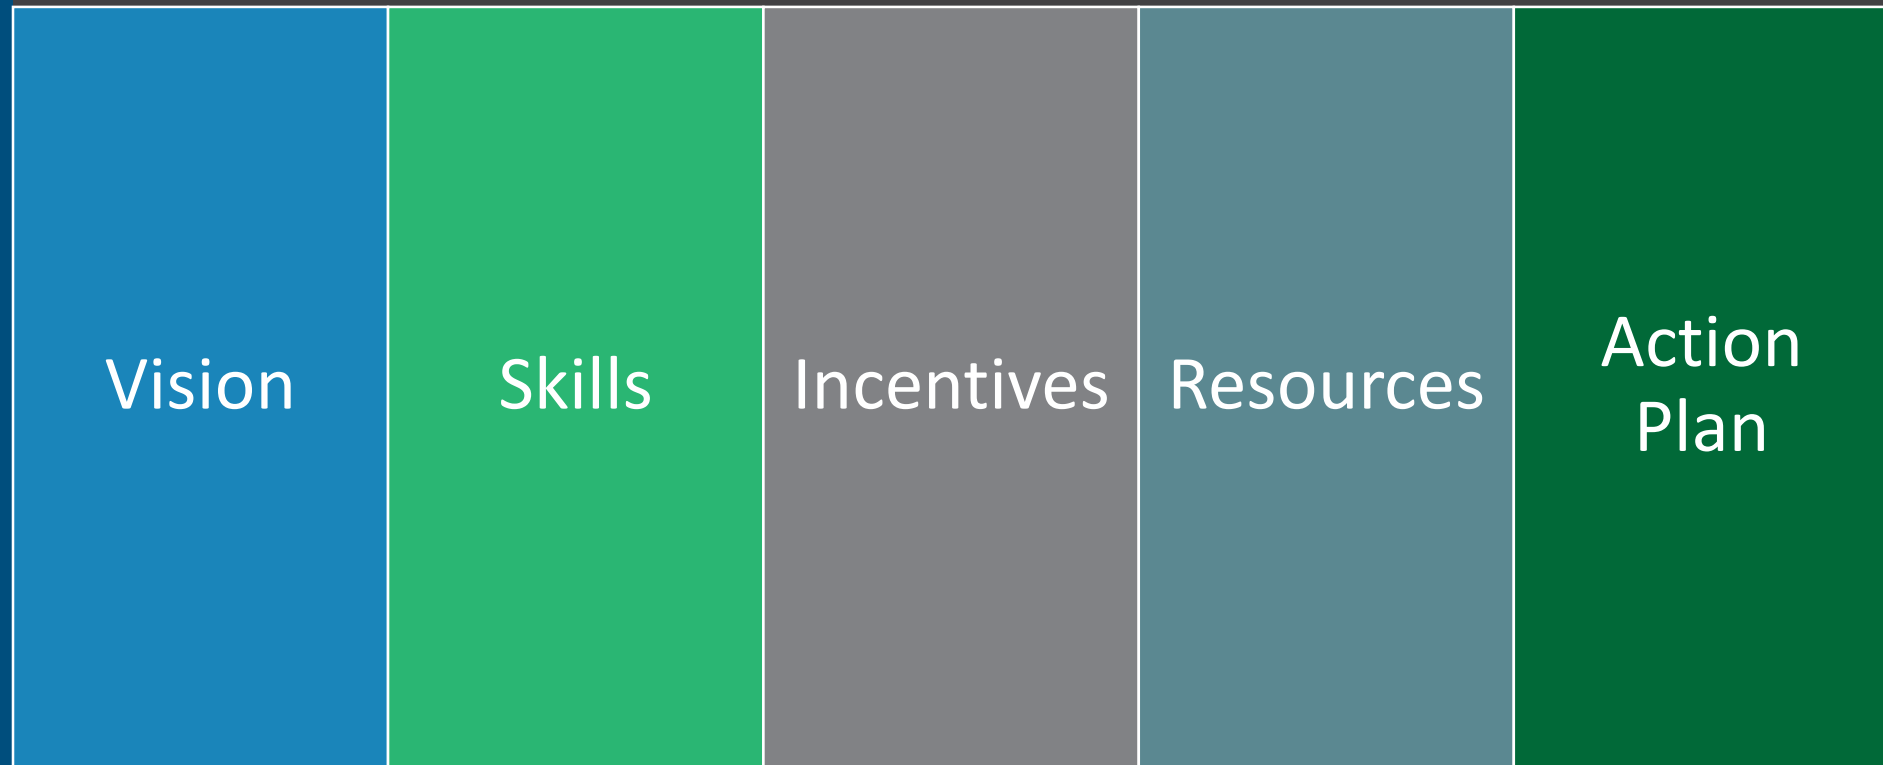 Vision
Skills
Incentives
Resources
Action
Plan